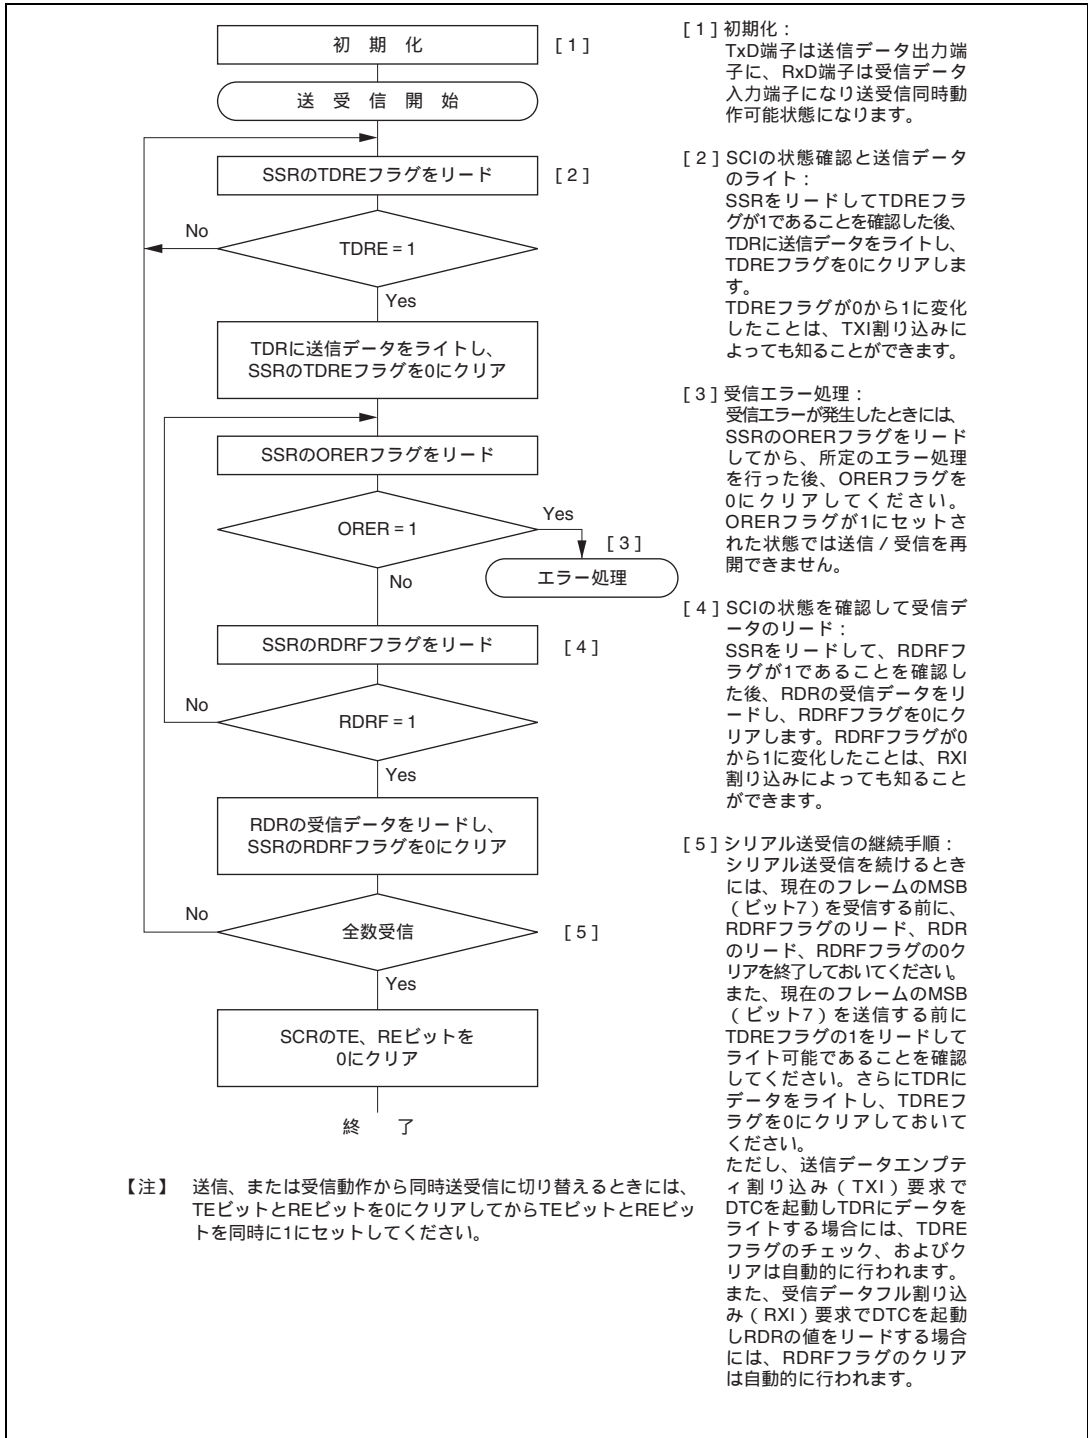 初　期　化
[ 1 ]
送　受　信　開　始
SSRのTDREフラグをリード
[ 2 ]
No
TDRE = 1
Yes
TDRに送信データをライトし、
SSRのTDREフラグを0にクリア
SSRのORERフラグをリード
ORER = 1
Yes
[ 3 ]
エラー処理
No
SSRのRDRFフラグをリード
[ 4 ]
No
RDRF = 1
Yes
RDRの受信データをリードし、
SSRのRDRFフラグを0にクリア
No
全数受信
[ 5 ]
Yes
SCRのTE、REビットを
0にクリア
終　了
【注】　送信、または受信動作から同時送受信に切り替えるときには、
TEビットとREビットを0にクリアしてからTEビットとREビッ
トを同時に1にセットしてください。
[ 1 ] 初期化：
TxD端子は送信データ出力端
子に、RxD端子は受信データ
入力端子になり送受信同時動
作可能状態になります。
[ 2 ] SCIの状態確認と送信データ
のライト：
SSRをリードしてTDREフラ
グが1であることを確認した後、
TDRに送信データをライトし、
TDREフラグを0にクリアしま
す。
TDREフラグが0から1に変化
したことは、TXI割り込みに
よっても知ることができます。
[ 3 ] 受信エラー処理：
受信エラーが発生したときには、
SSRのORERフラグをリード
してから、所定のエラー処理
を行った後、ORERフラグを
0にクリアしてください。
ORERフラグが1にセットさ
れた状態では送信／受信を再
開できません。
[ 4 ] SCIの状態を確認して受信デ
ータのリード：
SSRをリードして、RDRFフ
ラグが1であることを確認し
た後、RDRの受信データをリ
ードし、RDRFフラグを0にク
リアします。RDRFフラグが0
から1に変化したことは、RXI
割り込みによっても知ること
ができます。
[ 5 ] シリアル送受信の継続手順：
シリアル送受信を続けるとき
には、現在のフレームのMSB
（ビット7）を受信する前に、
RDRFフラグのリード、RDR
のリード、RDRFフラグの0ク
リアを終了しておいてください。
また、現在のフレームのMSB
（ビット7）を送信する前に
TDREフラグの1をリードして
ライト可能であることを確認
してください。さらにTDRに
データをライトし、TDREフ
ラグを0にクリアしておいて
ください。
ただし、送信データエンプテ
ィ割り込み（TXI）要求で
DTCを起動しTDRにデータを
ライトする場合には、TDRE
フラグのチェック、およびク
リアは自動的に行われます。
また、受信データフル割り込
み（RXI）要求でDTCを起動
しRDRの値をリードする場合
には、RDRFフラグのクリア
は自動的に行われます。